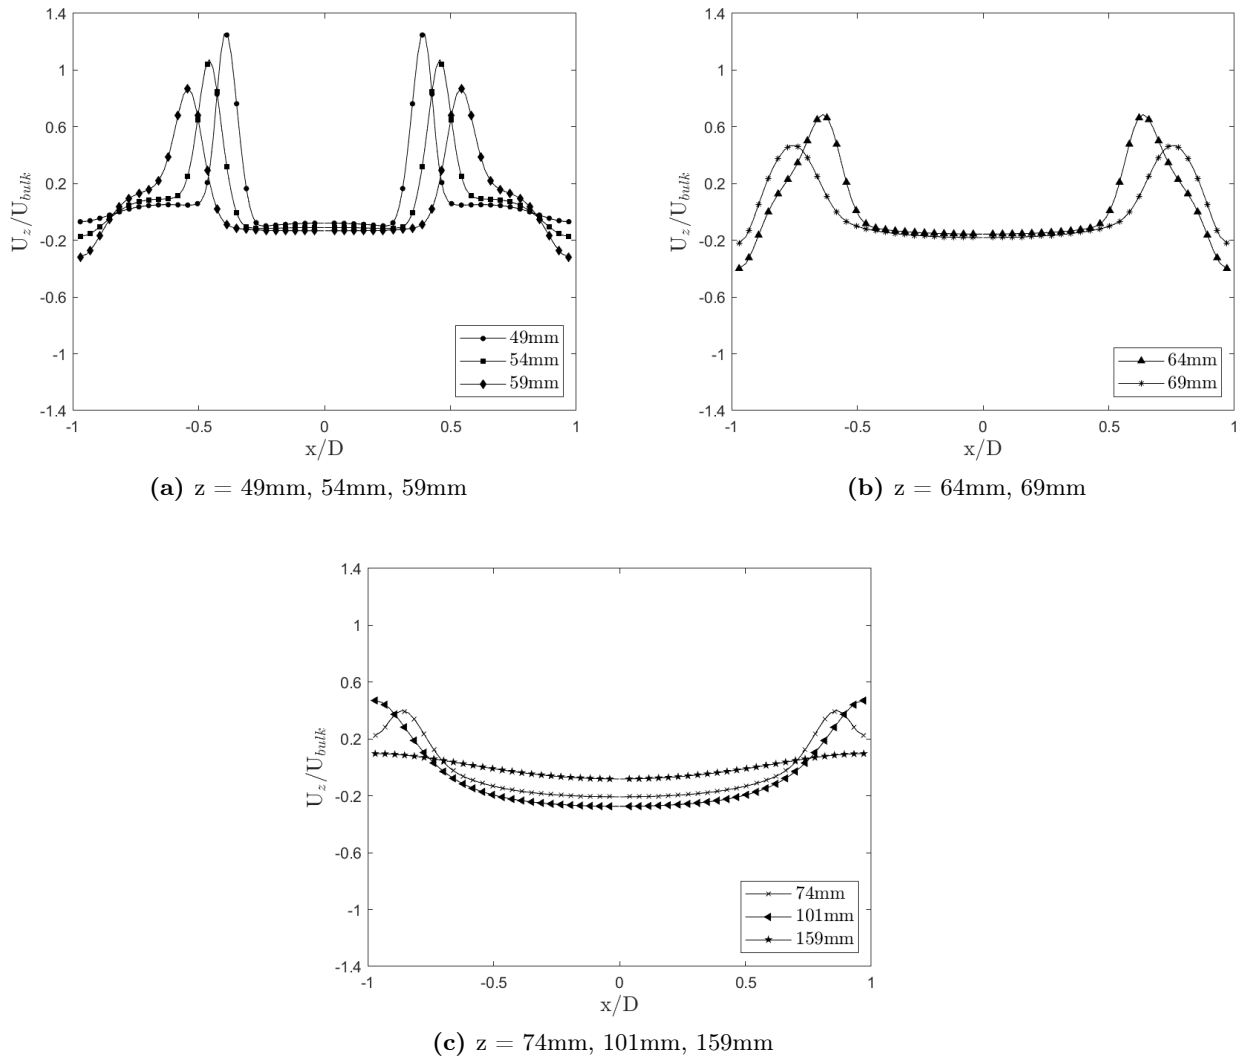 1.4
1
0.6
0.2
-0.2
-0.6
-1
-1.4
U_z/U_bulk
49mm
54mm
59mm
-1 -0.5 0 0.5 1
x/D
(a) z = 49mm, 54mm, 59mm
1.4
1
0.6
0.2
-0.2
-0.6
-1
-1.4
U_z/U_bulk
64mm
69mm
-1 -0.5 0 0.5 1
x/D
(b) z = 64mm, 69mm
1.4
1
0.6
0.2
-0.2
-0.6
-1
-1.4
U_z/U_bulk
74mm
101mm
159mm
-1 -0.5 0 0.5 1
x/D
(c) z = 74mm, 101mm, 159mm